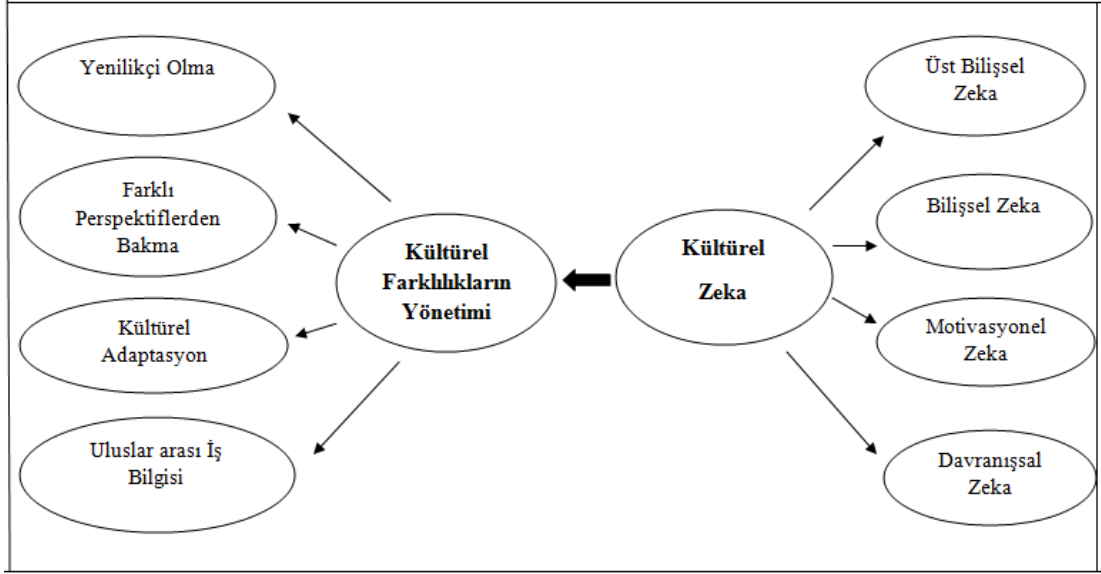 Yenilikçi Olma
Farklı
Perspektiflerden
Bakma
Kültürel
Adaptasyon
Uluslar arası İş
Bilgisi
Kültürel
Farklılıkların
Yönetimi
Kültürel
Zeka
Üst Bilişsel
Zeka
Bilişsel Zeka
Motivasyonel
Zeka
Davranışsal
Zeka